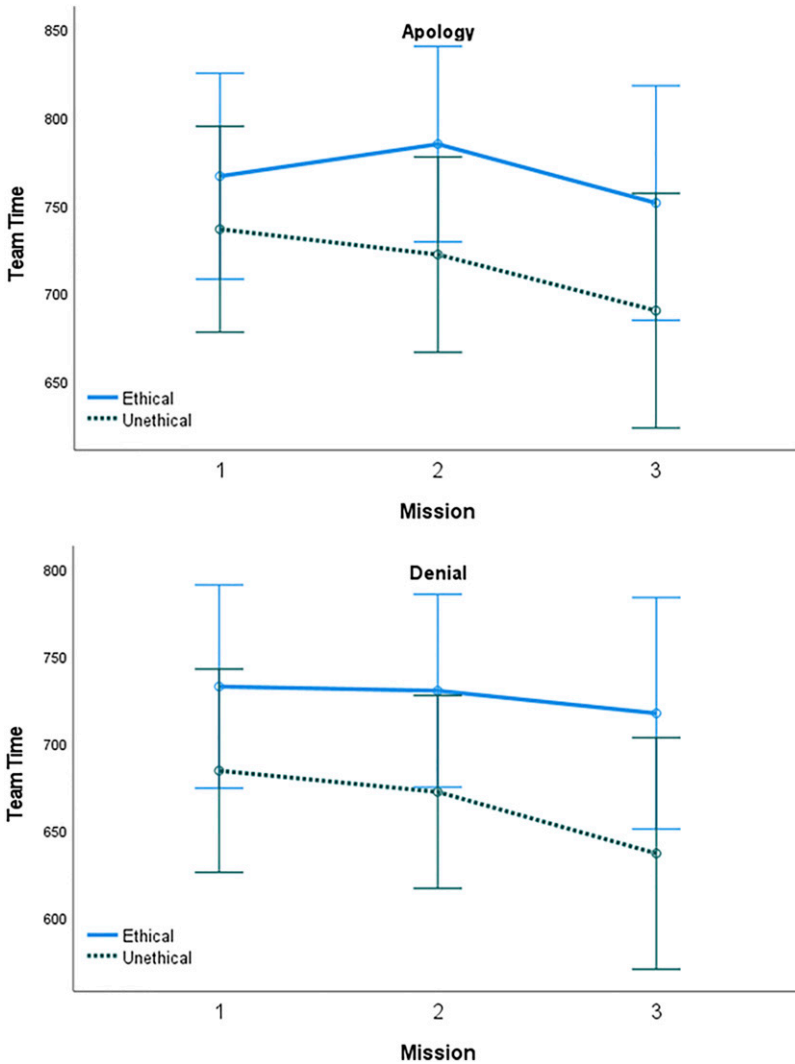 Apology
850
800
750
700
650
Team Time
Ethical
Unethical
1 2 3
Mission
Denial
800
750
700
650
600
Team Time
Ethical
Unethical
1 2 3
Mission